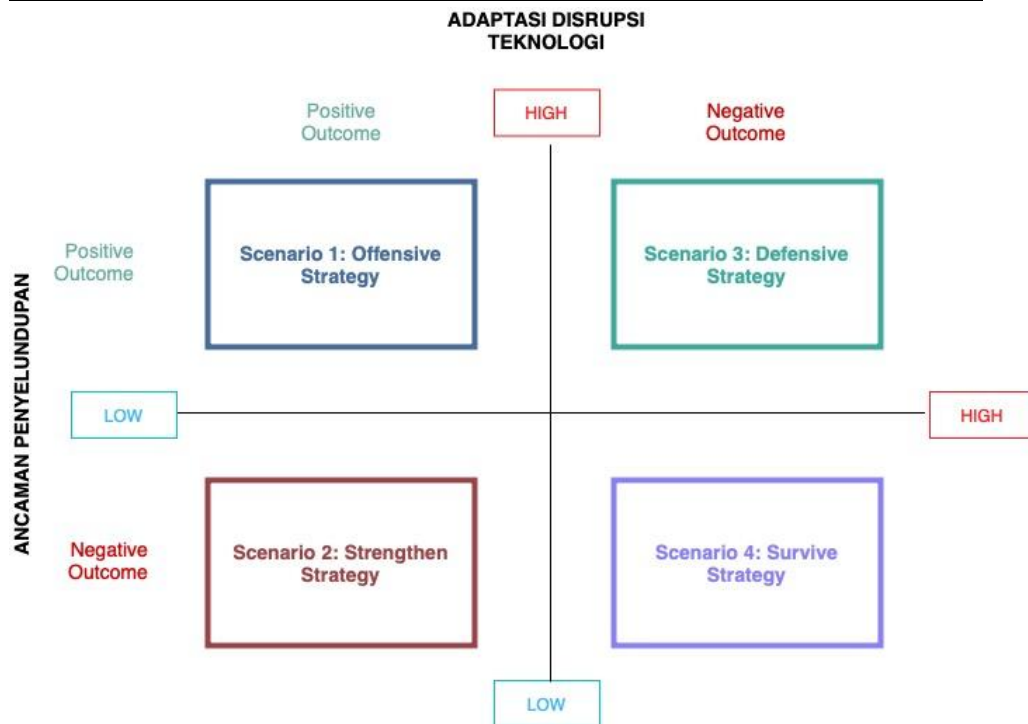 ADAPTASI DISRUPSI
TEKNOLOGI
Positive
Outcome
HIGH
Negative
Outcome
Positive
Outcome
Scenario 1: Offensive
Strategy
Scenario 3: Defensive
Strategy
ANCAMAN PENYELUNDUPAN
LOW
HIGH
Negative
Outcome
Scenario 2: Strengthen
Strategy
Scenario 4: Survive
Strategy
LOW